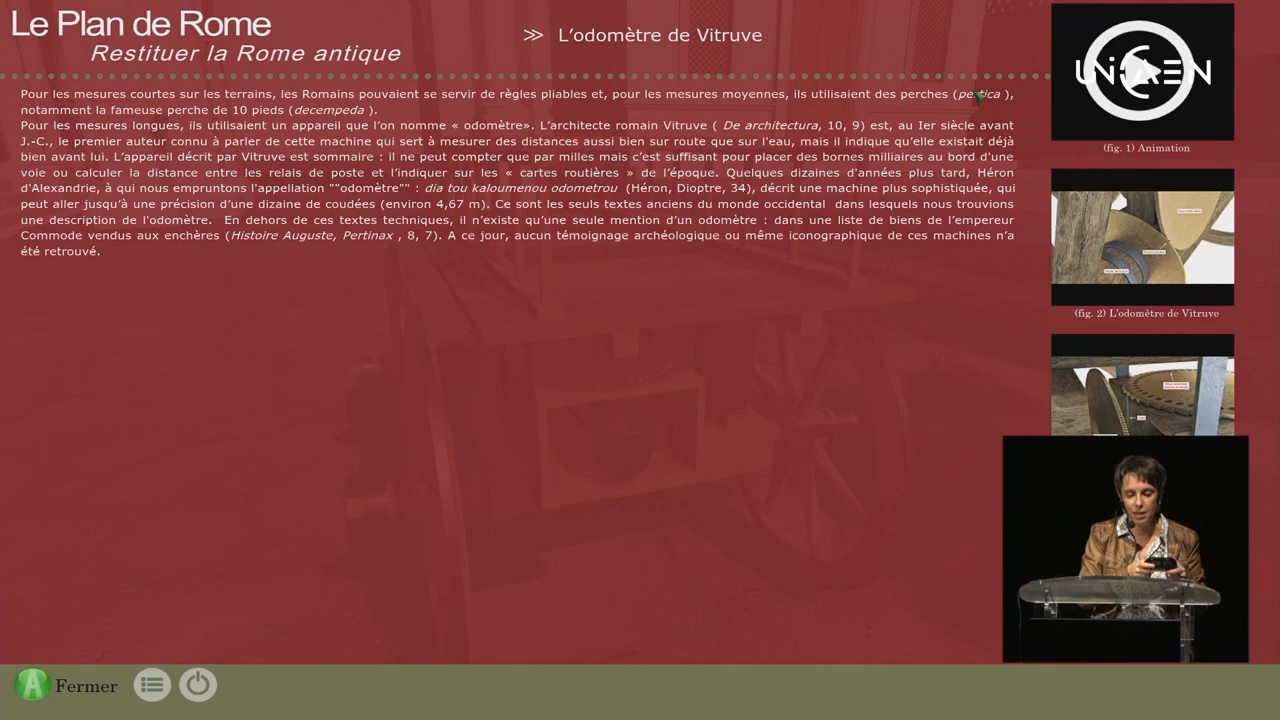 Le Plan de Rome
Restituer la Rome antique
>> L'odomètre de Vitruve
Pour les mesures courtes sur les terrains, les Romains pouvaient se servir de règles pliables et, pour les mesures moyennes, ils utilisaient des perches (pertica ),
notamment la fameuse perche de 10 pieds (decempeda ).
Pour les mesures longues, ils utilisaient un appareil que l'on nomme « odomètre». L'architecte romain Vitruve ( De architectura, 10, 9) est, au Ier siècle avant
J.-C., le premier auteur connu à parler de cette machine qui sert à mesurer des distances aussi bien sur route que sur l'eau, mais il indique qu'elle existait déjà
bien avant lui. L'appareil décrit par Vitruve est sommaire : il ne peut compter que par milles mais c'est suffisant pour placer des bornes milliaires au bord d'une
voie ou calculer la distance entre les relais de poste et l'indiquer sur les « cartes routières » de l'époque. Quelques dizaines d'années plus tard, Héron
d'Alexandrie, à qui nous empruntons l'appellation ""odomètre"" : dia tou kaloumenou odometrou (Héron, Dioptre, 34), décrit une machine plus sophistiquée, qui
peut aller jusqu'à une précision d'une dizaine de coudées (environ 4,67 m). Ce sont les seuls textes anciens du monde occidental dans lesquels nous trouvions
une description de l'odomètre. En dehors de ces textes techniques, il n'existe qu'une seule mention d'un odomètre : dans une liste de biens de l'empereur
Commode vendus aux enchères (Histoire Auguste, Pertinax , 8, 7). A ce jour, aucun témoignage archéologique ou même iconographique de ces machines n'a
été retrouvé.
UNICAEN
(fig. 1) Animation
(fig. 2) L'odomètre de Vitruve
A Fermer